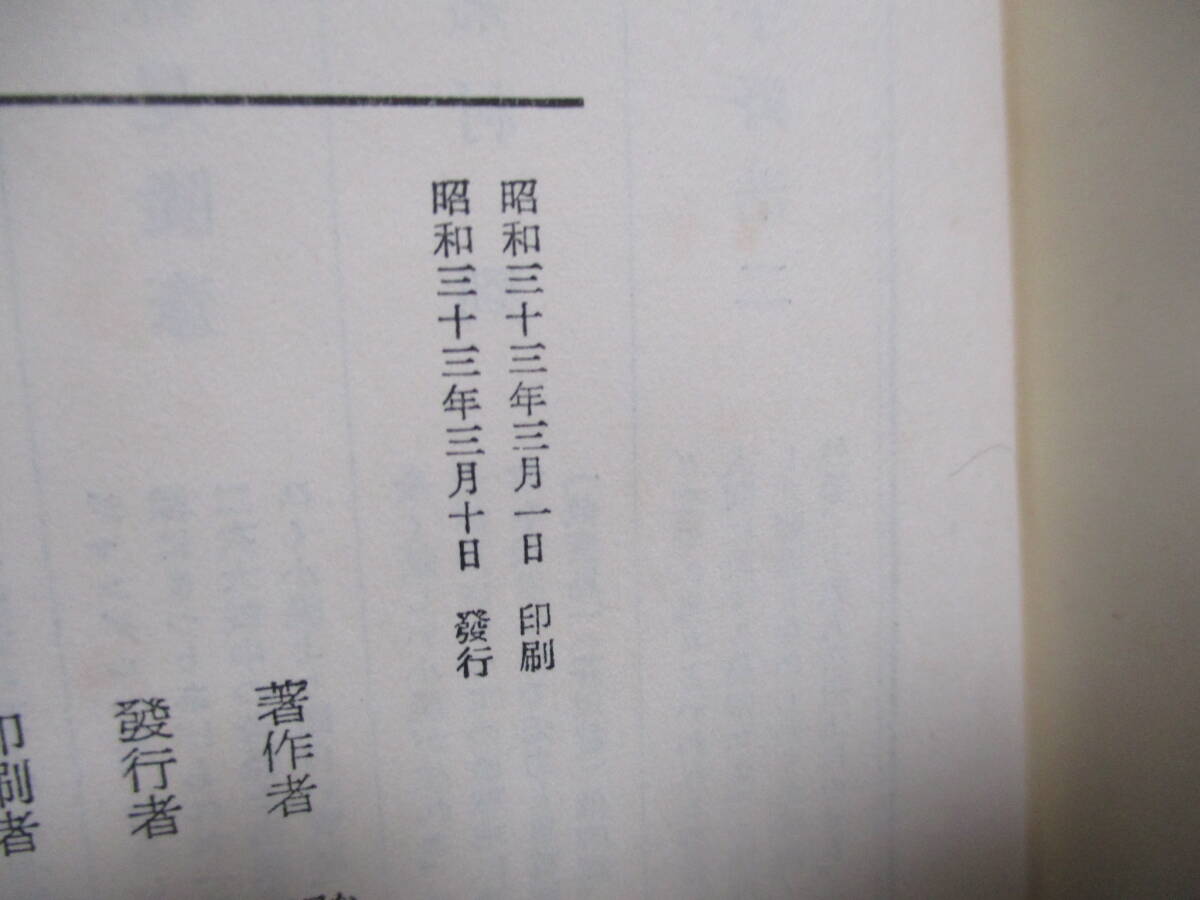 昭和三十三年三月一日　印刷
昭和三十三年三月十日　發行
著作者
發行者
印刷者